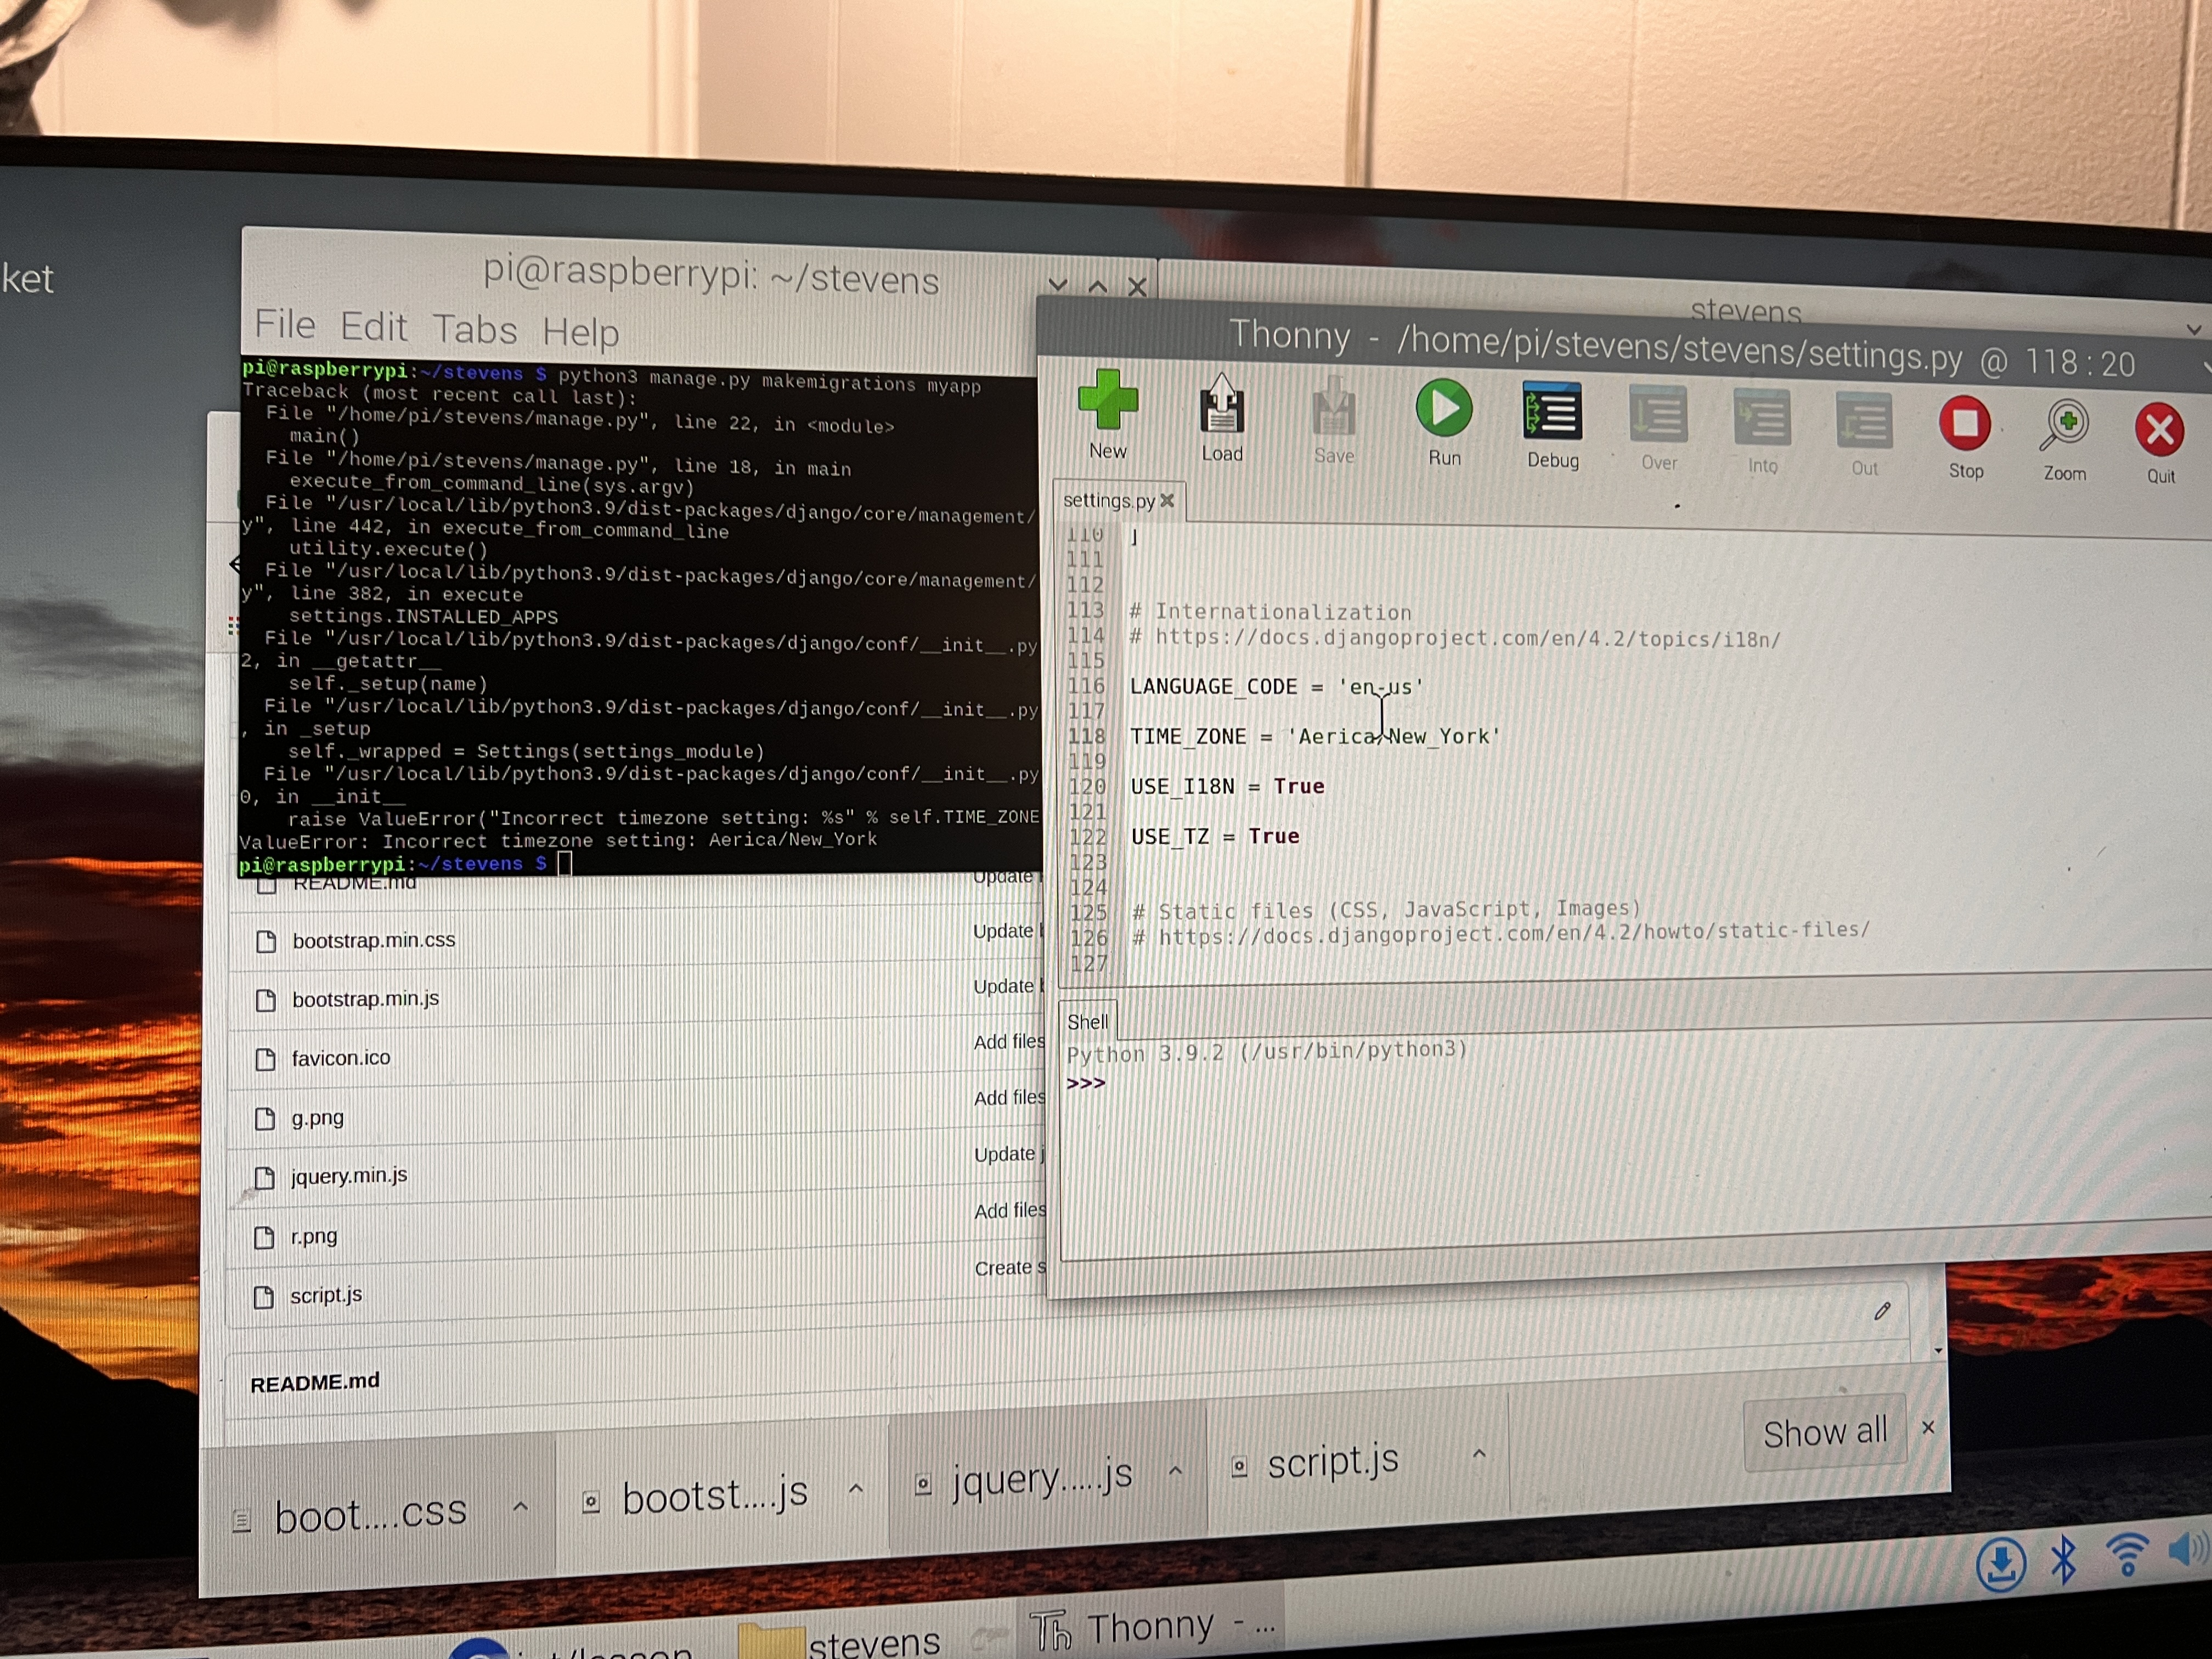 ket
pi@raspberrypi: ~/stevens
File Edit Tabs Help
pi@raspberrypi:~/stevens $ python3 manage.py makemigrations myapp
Traceback (most recent call last):
File "/home/pi/stevens/manage.py", line 22, in <module>
main()
File "/home/pi/stevens/manage.py", line 18, in main
execute_from_command_line(sys.argv)
File "/usr/local/lib/python3.9/dist-packages/django/core/management/
y", line 442, in execute_from_command_line
utility.execute()
File "/usr/local/lib/python3.9/dist-packages/django/core/management/
y", line 382, in execute
settings.INSTALLED_APPS
File "/usr/local/lib/python3.9/dist-packages/django/conf/__init__.py
2, in __getattr__
self._setup(name)
File "/usr/local/lib/python3.9/dist-packages/django/conf/__init__.py
, in _setup
self._wrapped = Settings(settings_module)
File "/usr/local/lib/python3.9/dist-packages/django/conf/__init__.py
0, in __init__
raise ValueError("Incorrect timezone setting: %s" % self.TIME_ZONE
ValueError: Incorrect timezone setting: Aerica/New_York
pi@raspberrypi:~/stevens $
stevens
Thonny - /home/pi/stevens/stevens/settings.py @ 118:20
New Load Save Run Debug Over Into Out Stop Zoom Quit
settings.py
110 ]
111
112
113 # Internationalization
114 # https://docs.djangoproject.com/en/4.2/topics/i18n/
115
116 LANGUAGE_CODE = 'en-us'
117
118 TIME_ZONE = 'Aerica/New_York'
119
120 USE_I18N = True
121
122 USE_TZ = True
123
124
125 # Static files (CSS, JavaScript, Images)
126 # https://docs.djangoproject.com/en/4.2/howto/static-files/
127
Shell
Python 3.9.2 (/usr/bin/python3)
>>>
README.md Update
bootstrap.min.css Update
bootstrap.min.js Update
favicon.ico Add files
g.png Add files
jquery.min.js Update j
r.png Add files
script.js Create s
README.md
boot....css bootst....js jquery.....js script.js Show all
stevens Thonny - ...